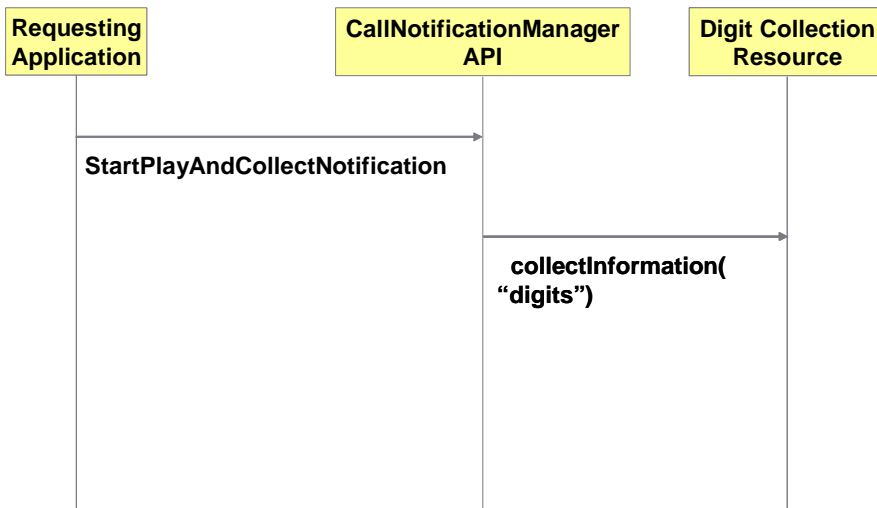 Requesting
Application
CallNotificationManager
API
Digit Collection
Resource
StartPlayAndCollectNotification
collectInformation(
“digits”)